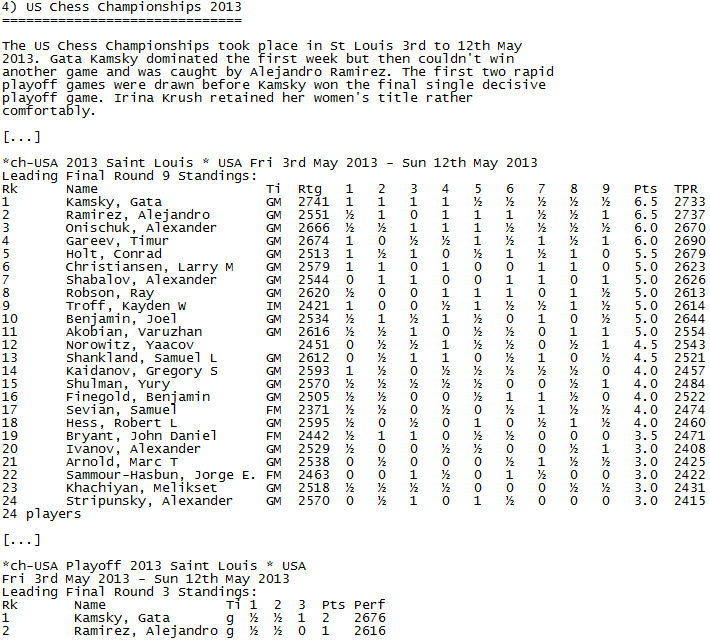 4) US Chess Championships 2013
==============================
The US Chess Championships took place in St Louis 3rd to 12th May
2013. Gata Kamsky dominated the first week but then couldn't win
another game and was caught by Alejandro Ramirez. The first two rapid
playoff games were drawn before Kamsky won the final single decisive
playoff game. Irina Krush retained her women's title rather
comfortably.
[...]
*ch-USA 2013 Saint Louis * USA Fri 3rd May 2013 - Sun 12th May 2013
Leading Final Round 9 Standings:
Rk Name Ti Rtg 1 2 3 4 5 6 7 8 9 Pts TPR
1 Kamsky, Gata GM 2741 1 1 1 1 ½ ½ ½ ½ ½ 6.5 2733
2 Ramirez, Alejandro GM 2551 ½ 1 0 1 1 1 ½ ½ 1 6.5 2737
3 Onischuk, Alexander GM 2666 ½ ½ 1 1 1 ½ ½ ½ ½ 6.0 2670
4 Gareev, Timur GM 2674 1 0 ½ ½ 1 ½ 1 ½ 1 6.0 2690
5 Holt, Conrad GM 2513 1 ½ 1 0 ½ 1 ½ 1 0 5.5 2679
6 Christiansen, Larry M GM 2579 1 1 0 1 0 0 1 1 0 5.0 2623
7 Shabalov, Alexander GM 2544 0 1 1 0 0 1 1 0 1 5.0 2626
8 Robson, Ray GM 2620 ½ 0 0 1 1 1 0 1 ½ 5.0 2613
9 Troff, Kayden W IM 2421 1 0 0 ½ 1 ½ ½ 1 ½ 5.0 2614
10 Benjamin, Joel GM 2534 ½ 1 ½ 1 ½ 0 1 0 ½ 5.0 2644
11 Akobian, Varuzhan GM 2616 ½ ½ 1 0 ½ ½ 0 1 1 5.0 2554
12 Norowitz, Yaacov 2451 0 ½ ½ 1 ½ ½ 0 1 ½ 4.5 2543
13 Shankland, Samuel L GM 2612 0 ½ 1 1 0 ½ 1 0 ½ 4.5 2521
14 Kaidanov, Gregory S GM 2593 1 ½ 0 ½ ½ ½ ½ ½ 0 4.0 2457
15 Shulman, Yury GM 2570 ½ ½ ½ ½ ½ 0 0 ½ 1 4.0 2484
16 Finegold, Benjamin GM 2505 ½ ½ 0 0 ½ 1 1 ½ 0 4.0 2522
17 Sevian, Samuel FM 2371 ½ ½ 0 ½ 0 ½ 1 ½ ½ 4.0 2474
18 Hess, Robert L GM 2595 ½ 0 ½ 0 1 0 ½ 1 ½ 4.0 2460
19 Bryant, John Daniel FM 2442 ½ 1 1 0 ½ ½ 0 0 0 3.5 2471
20 Ivanov, Alexander GM 2529 ½ 0 0 ½ ½ 0 0 ½ 1 3.0 2408
21 Arnold, Marc T GM 2538 0 ½ 0 0 0 ½ 1 ½ ½ 3.0 2425
22 Sammour-Hasbun, Jorge E. FM 2463 0 0 1 ½ 0 1 ½ 0 0 3.0 2422
23 Khachiyan, Melikset GM 2518 ½ ½ ½ ½ 0 0 0 ½ ½ 3.0 2431
24 Stripunsky, Alexander GM 2570 0 ½ 1 0 1 ½ 0 0 0 3.0 2415
24 players
[...]
*ch-USA Playoff 2013 Saint Louis * USA
Fri 3rd May 2013 - Sun 12th May 2013
Leading Final Round 3 Standings:
Rk Name Ti 1 2 3 Pts Perf
1 Kamsky, Gata g ½ ½ 1 2 2676
2 Ramirez, Alejandro g ½ ½ 0 1 2616